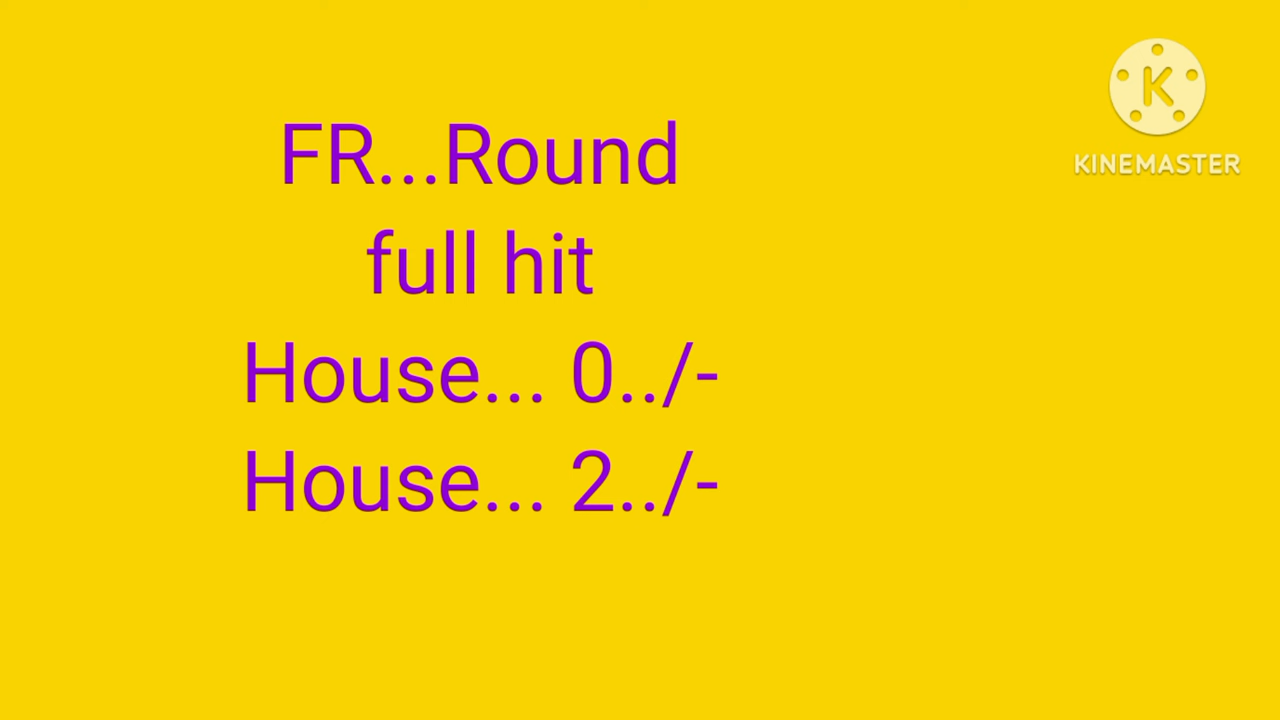 FR...Round
full hit
House... 0../-
House... 2../-
K
KINEMASTER